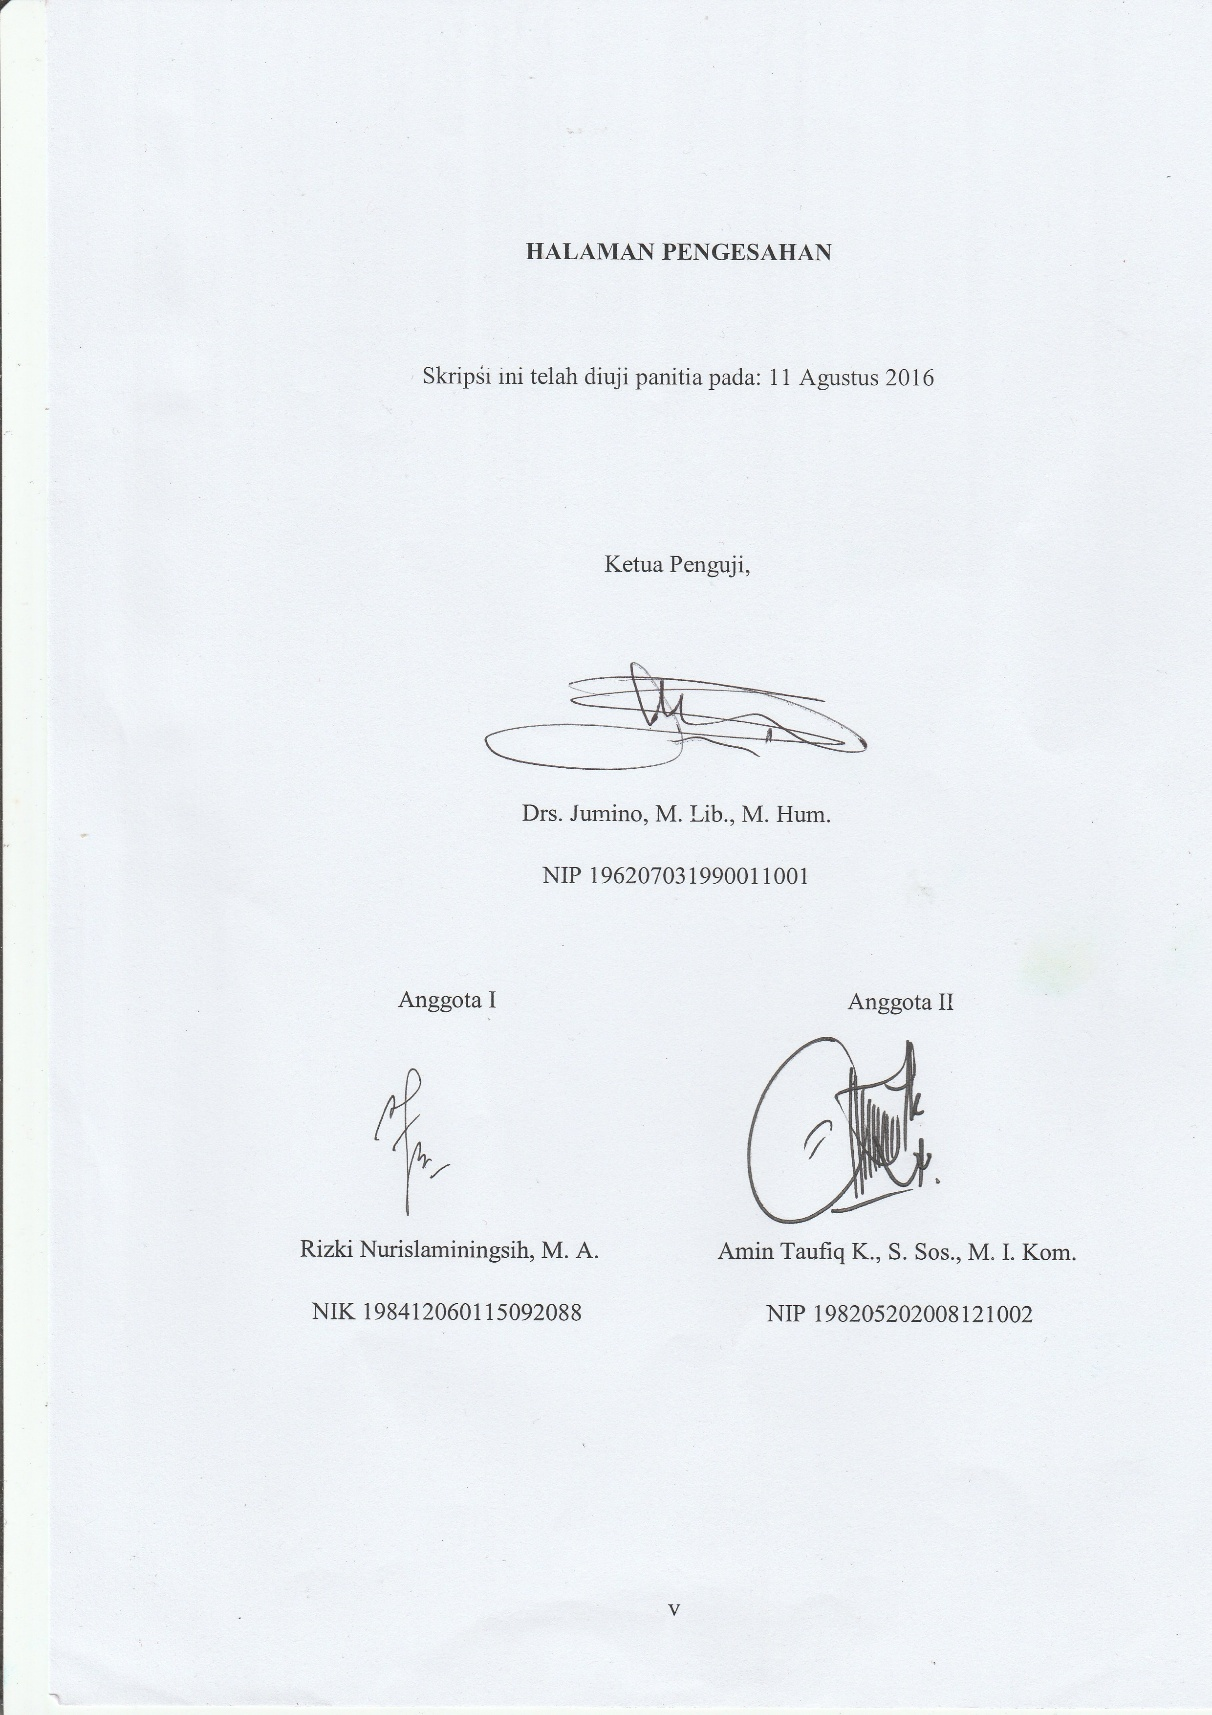 HALAMAN PENGESAHAN
Skripsi ini telah diuji panitia pada: 11 Agustus 2016
Ketua Penguji,
Drs. Jumino, M. Lib., M. Hum.
NIP 196207031990011001
Anggota I
Anggota II
Rizki Nurislaminingsih, M. A.
Amin Taufiq K., S. Sos., M. I. Kom.
NIK 198412060115092088
NIP 198205202008121002
v